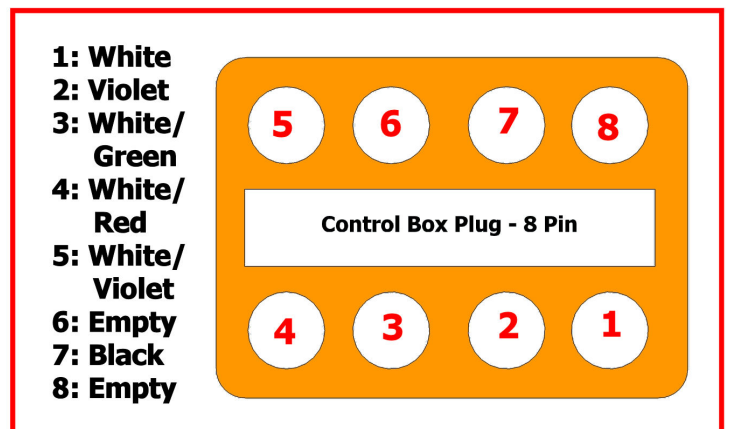 1: White
2: Violet
3: White/
Green
4: White/
Red
5: White/
Violet
6: Empty
7: Black
8: Empty
5 6 7 8
Control Box Plug - 8 Pin
4 3 2 1